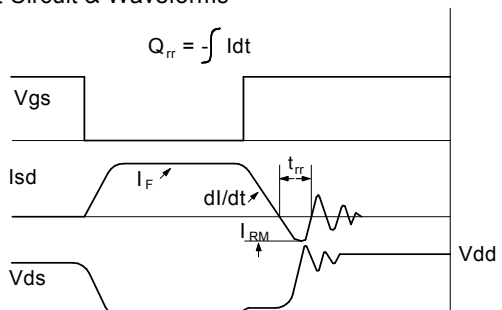 Circuit & Waveforms
Qrr = -∫ Idt
Vgs
Isd
IF
dI/dt
trr
IRM
Vdd
Vds